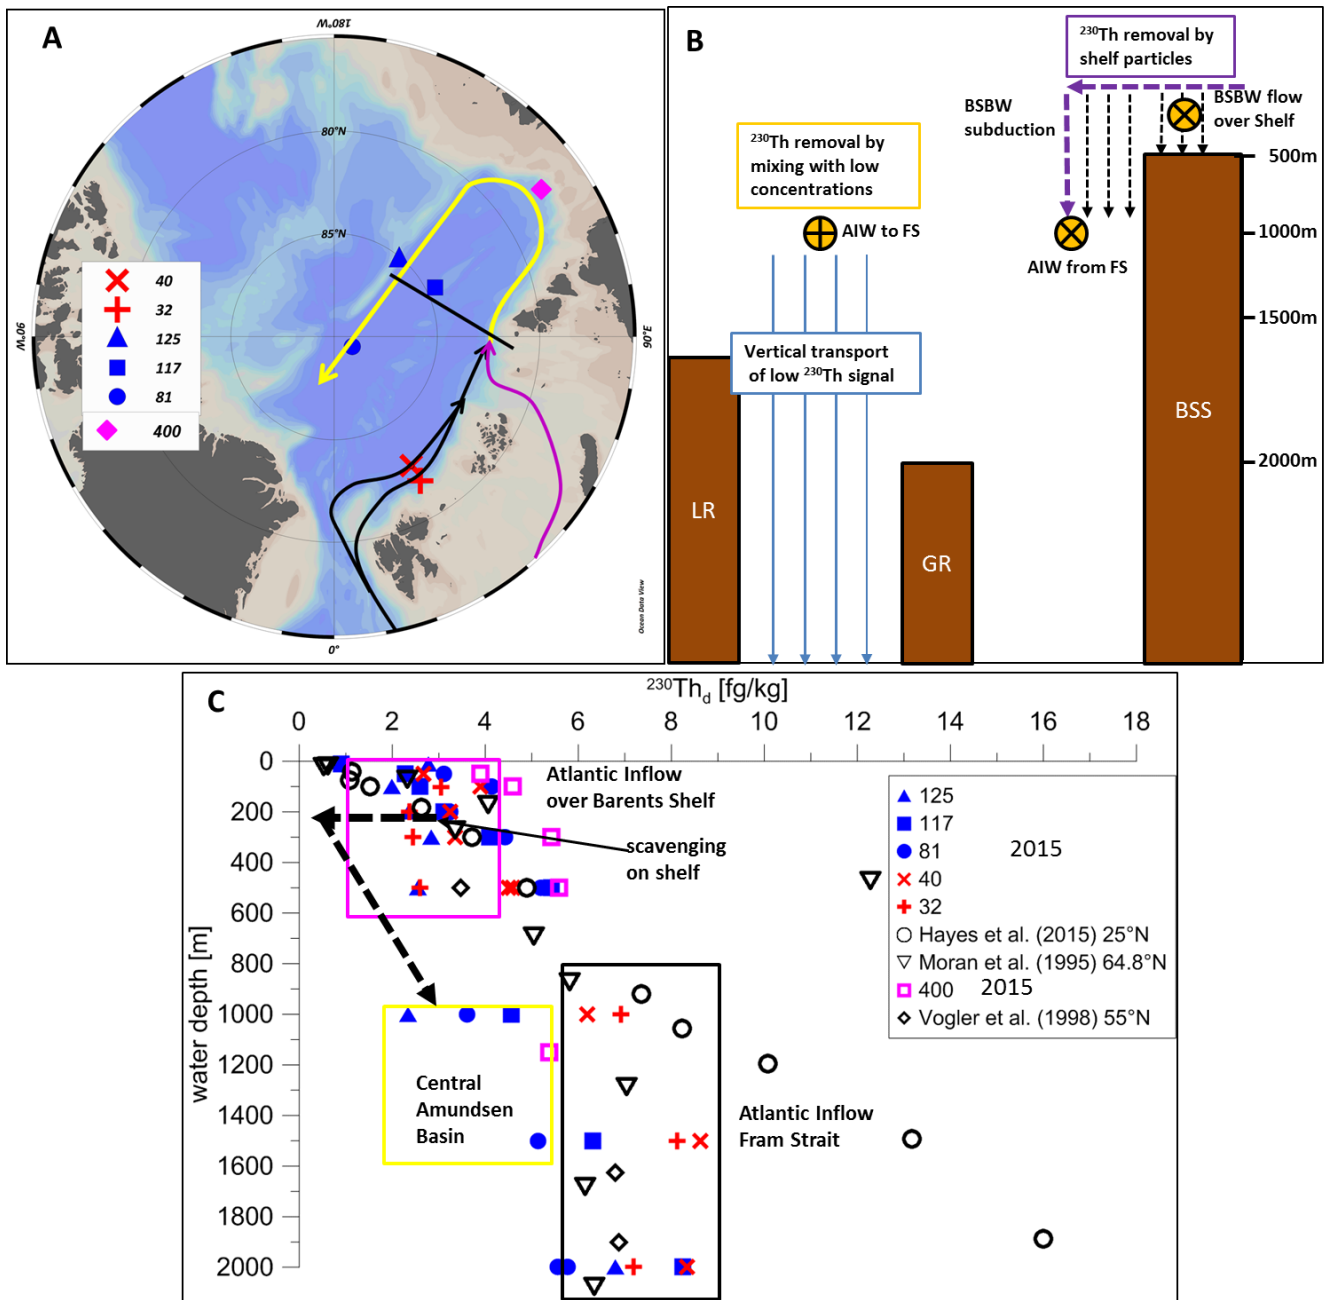 A
180°W
80°N
85°N
90°W
90°E
0°
Ocean Data View
40
32
125
117
81
400
B
²³⁰Th removal by
shelf particles
BSBW
subduction
BSBW flow
over Shelf
²³⁰Th removal by
mixing with low
concentrations
AIW to FS
AIW from FS
500m
1000m
1500m
2000m
Vertical transport
of low ²³⁰Th signal
LR
GR
BSS
C
²³⁰Th_d [fg/kg]
0 2 4 6 8 10 12 14 16 18
water depth [m]
0
200
400
600
800
1000
1200
1400
1600
1800
2000
Atlantic Inflow
over Barents Shelf
scavenging
on shelf
Central
Amundsen
Basin
Atlantic Inflow
Fram Strait
125
117
81
2015
40
32
Hayes et al. (2015) 25°N
Moran et al. (1995) 64.8°N
400 2015
Vogler et al. (1998) 55°N